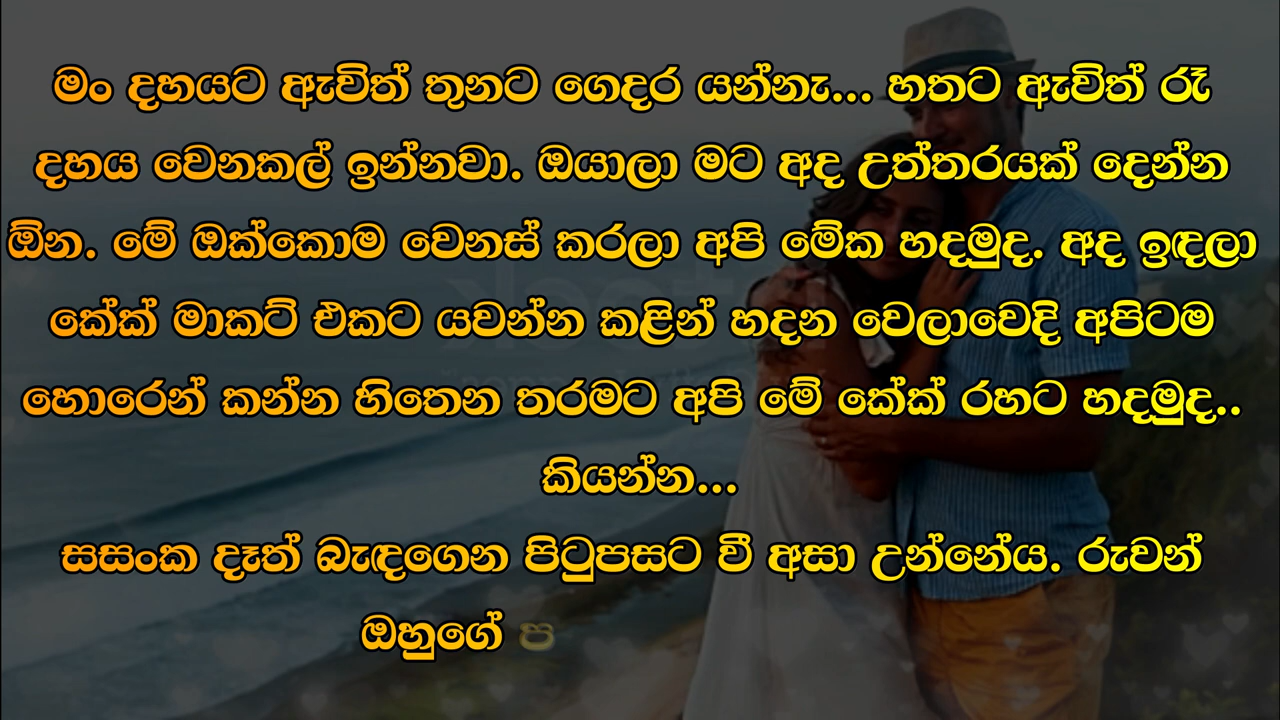 මං දහයට ඇවිත් තුනට ගෙදර යන්නැ... හතට ඇවිත් රෑ
දහය වෙනකල් ඉන්නවා. ඔයාලා මට අද උත්තරයක් දෙන්න
ඕන. මේ ඔක්කොම වෙනස් කරලා අපි මේක හදමුද. අද ඉඳලා
කේක් මාකට් එකට යවන්න කළින් හදන වෙලාවෙදි අපිටම
හොරෙන් කන්න හිතෙන තරමට අපි මේ කේක් රහට හදමුද..
කියන්න...
සසංක දෑත් බැඳගෙන පිටුපසට වී අසා උන්නේය. රුවන්
ඔහුගේ ප